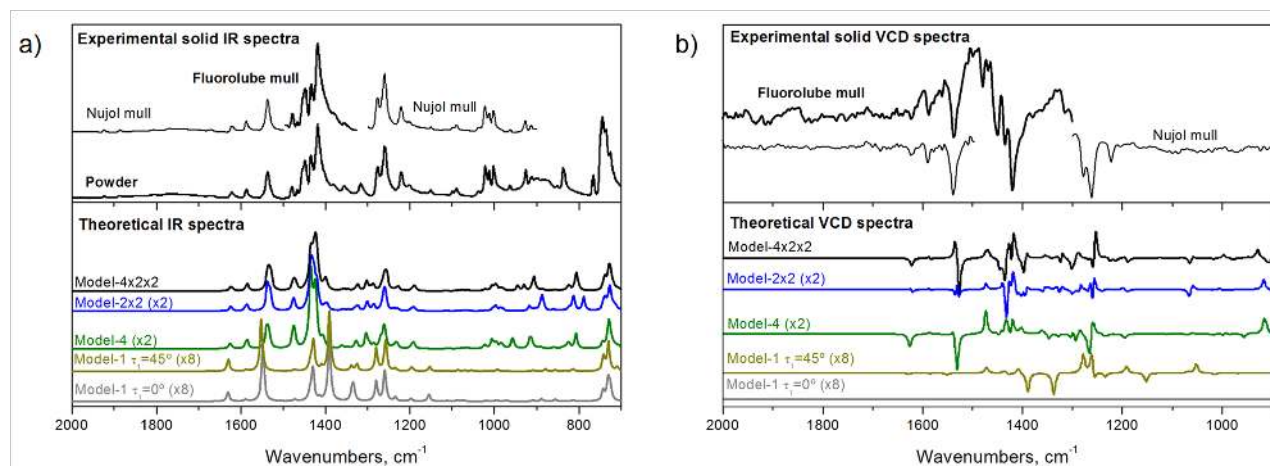 a)
Experimental solid IR spectra
Fluorolube mull
Nujol mull
Nujol mull
Powder
Theoretical IR spectra
Model-4x2x2
Model-2x2 (x2)
Model-4 (x2)
Model-1 τ₁=45º (x8)
Model-1 τ₁=0º (x8)
2000 1800 1600 1400 1200 1000 800
Wavenumbers, cm⁻¹
b)
Experimental solid VCD spectra
Fluorolube mull
Nujol mull
Theoretical VCD spectra
Model-4x2x2
Model-2x2 (x2)
Model-4 (x2)
Model-1 τ₁=45º (x8)
Model-1 τ₁=0º (x8)
2000 1800 1600 1400 1200 1000
Wavenumbers, cm⁻¹